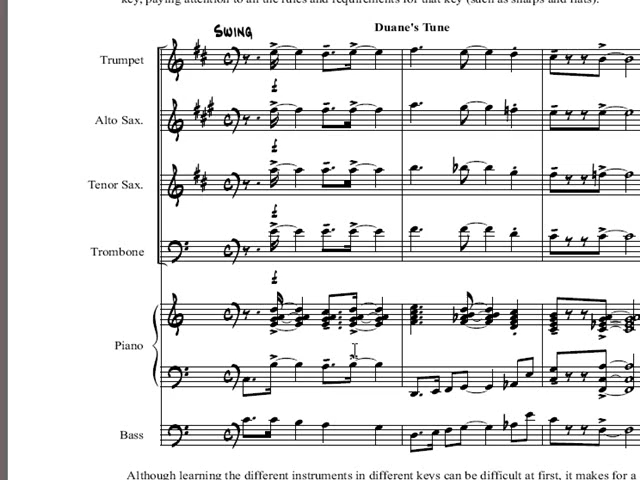 key, paying attention to all the rules and requirements for that key (such as sharps and flats).
Duane's Tune
SWING
Trumpet
Alto Sax.
Tenor Sax.
Trombone
Piano
Bass
Although learning the different instruments in different keys can be difficult at first, it makes for a